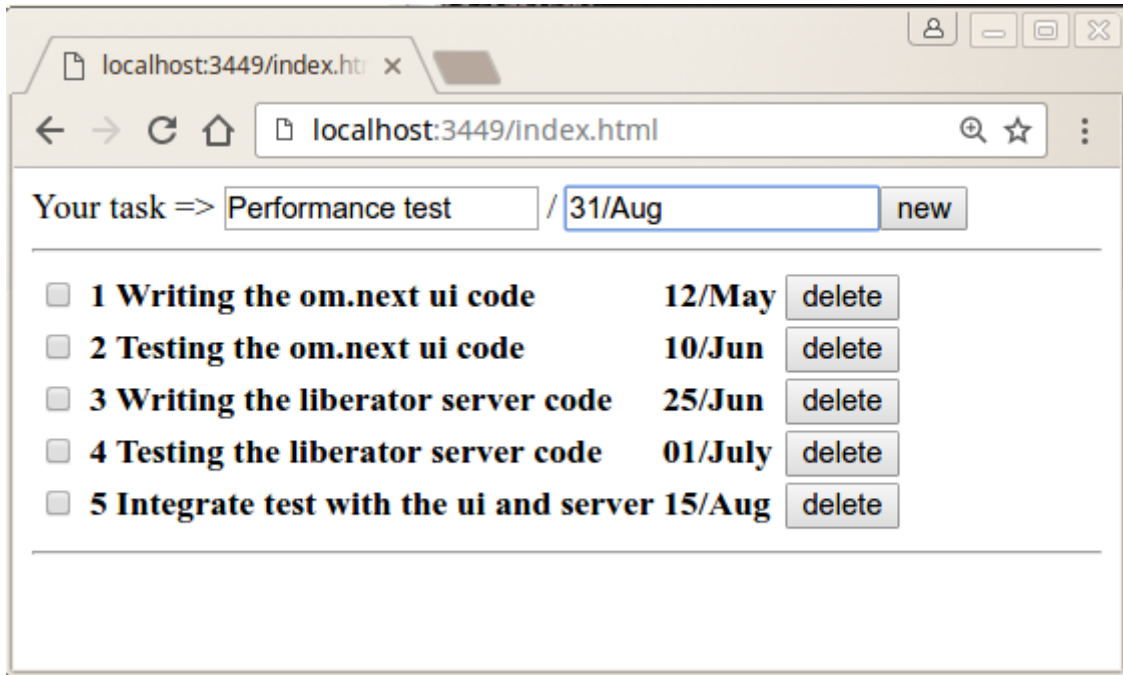 localhost:3449/index.ht
localhost:3449/index.html
Your task => Performance test / 31/Aug new
1 Writing the om.next ui code 12/May delete
2 Testing the om.next ui code 10/Jun delete
3 Writing the liberator server code 25/Jun delete
4 Testing the liberator server code 01/July delete
5 Integrate test with the ui and server 15/Aug delete